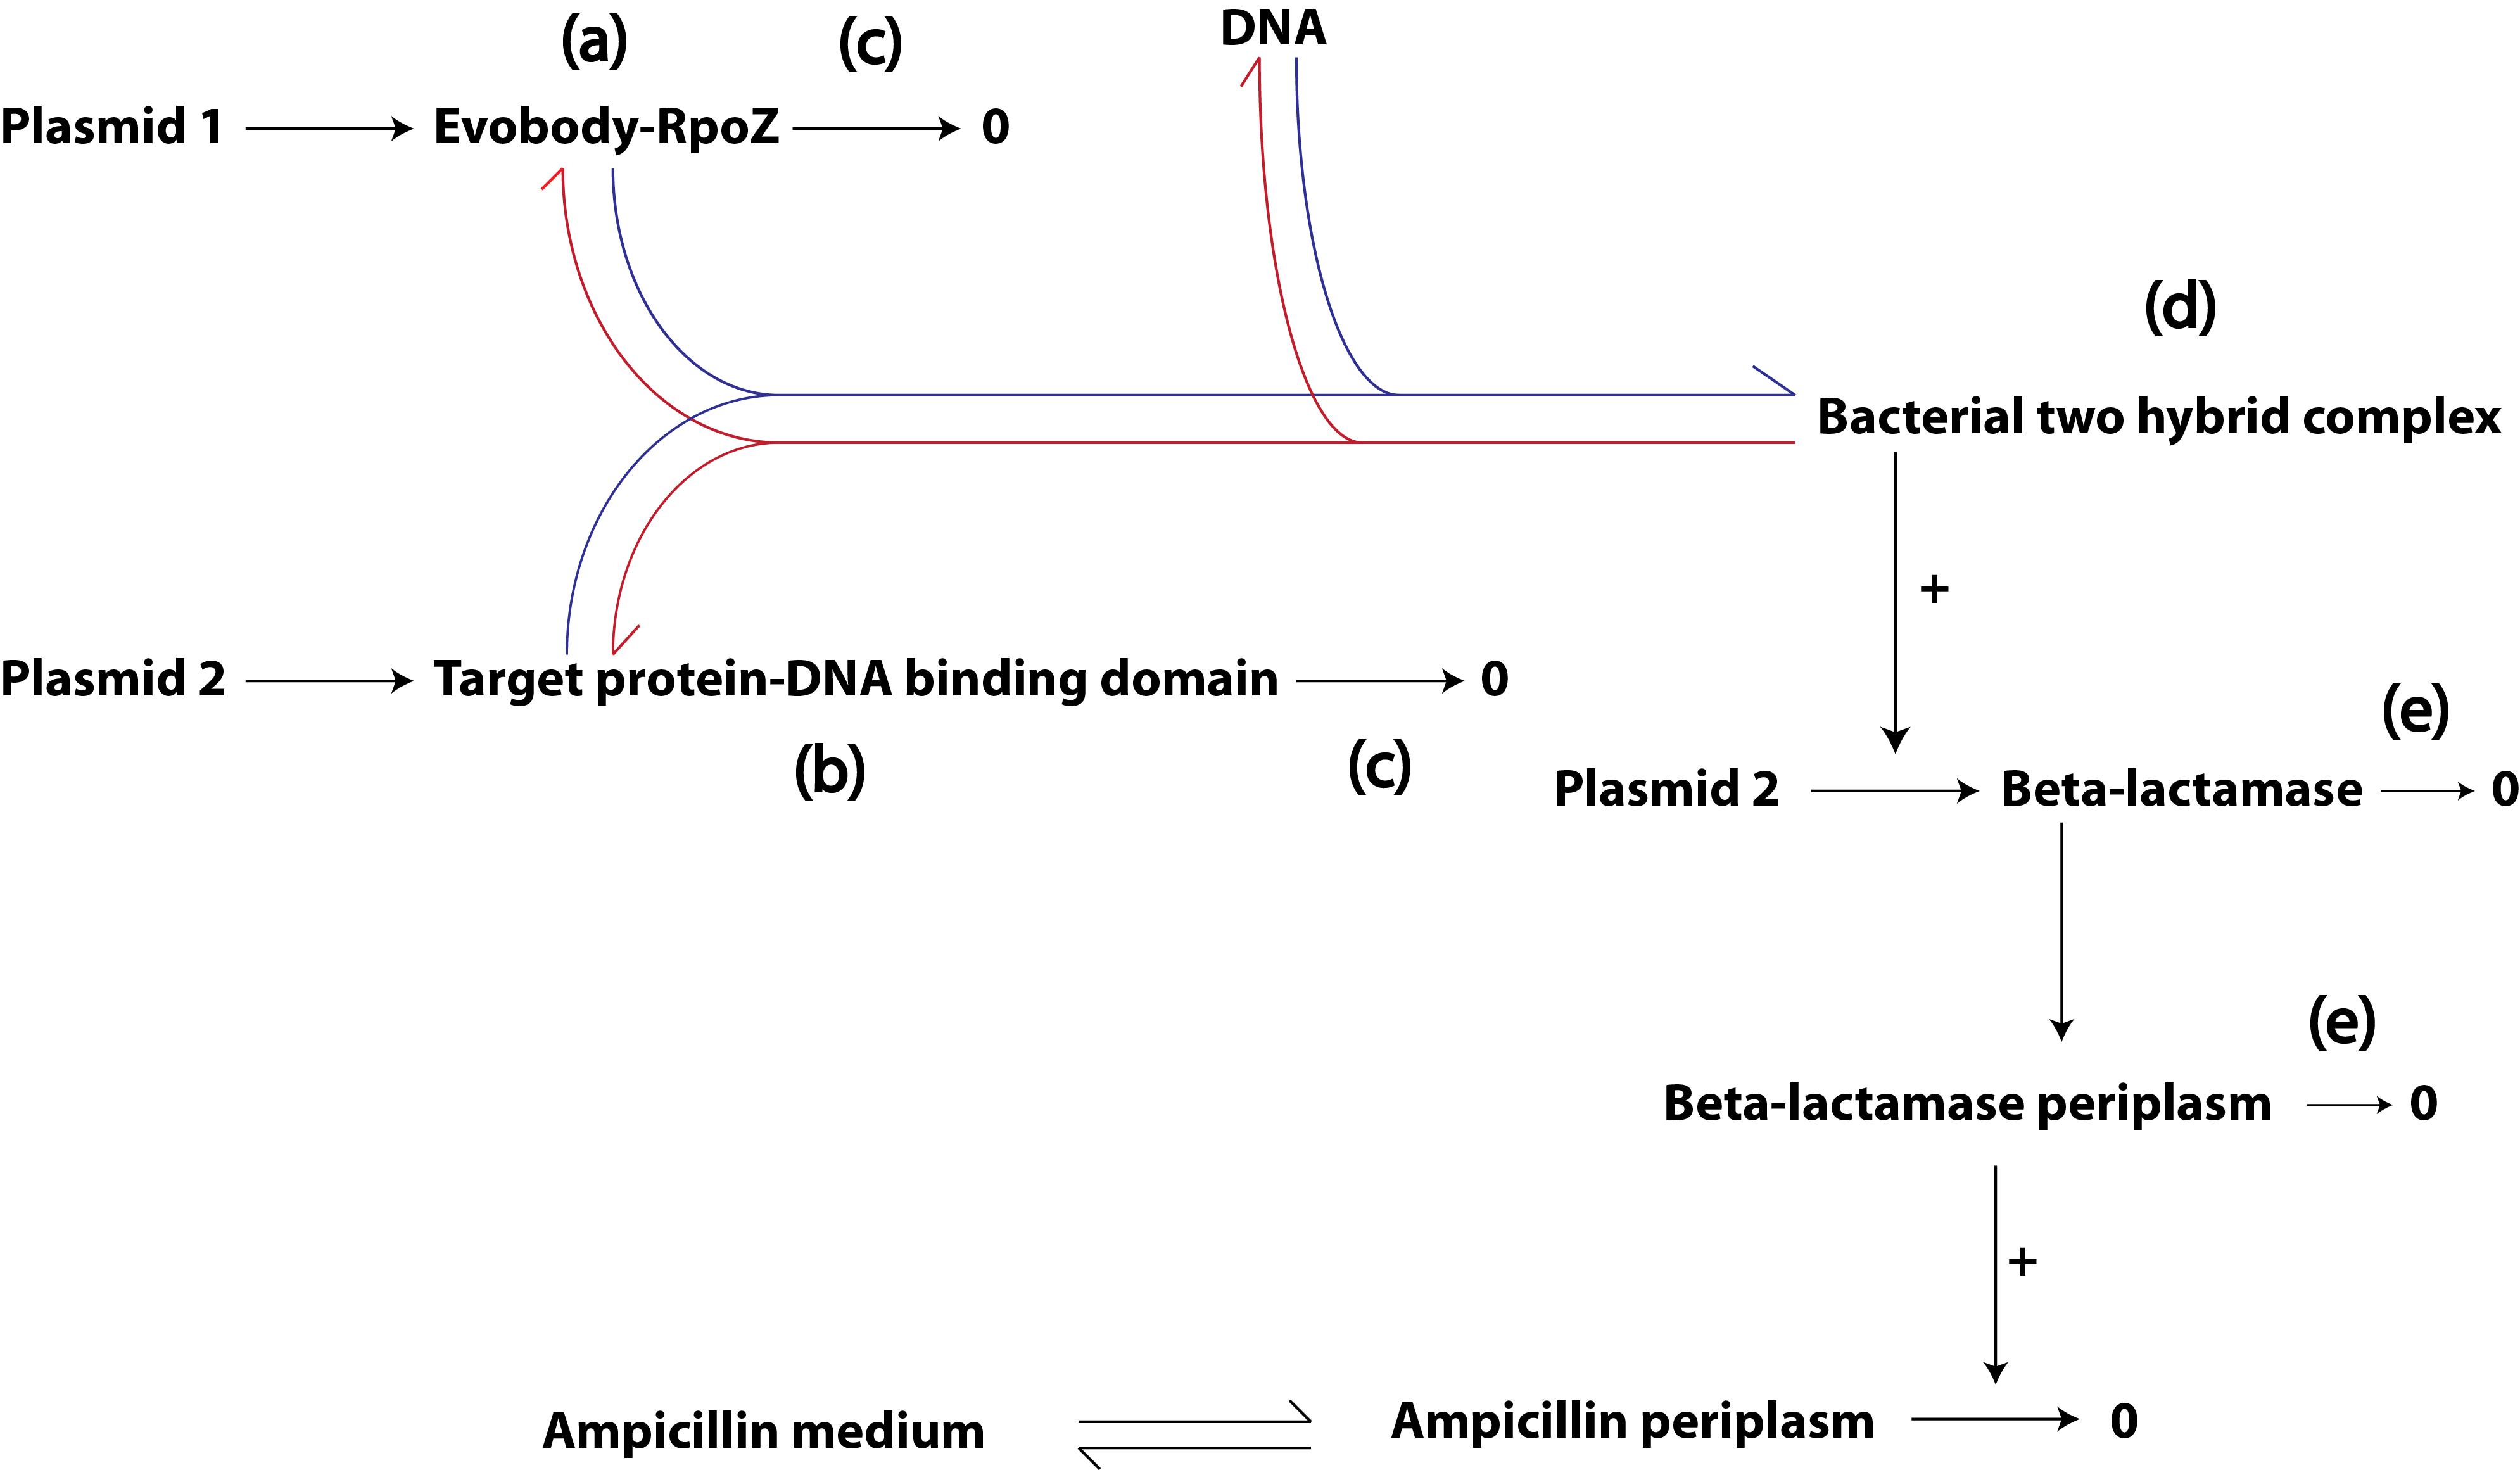 (a)
(c)
DNA
Plasmid 1
Evobody-RpoZ
0
(d)
Bacterial two hybrid complex
+
Plasmid 2
Target protein-DNA binding domain
0
(b)
(c)
(e)
Plasmid 2
Beta-lactamase
0
(e)
Beta-lactamase periplasm
0
+
Ampicillin medium
Ampicillin periplasm
0